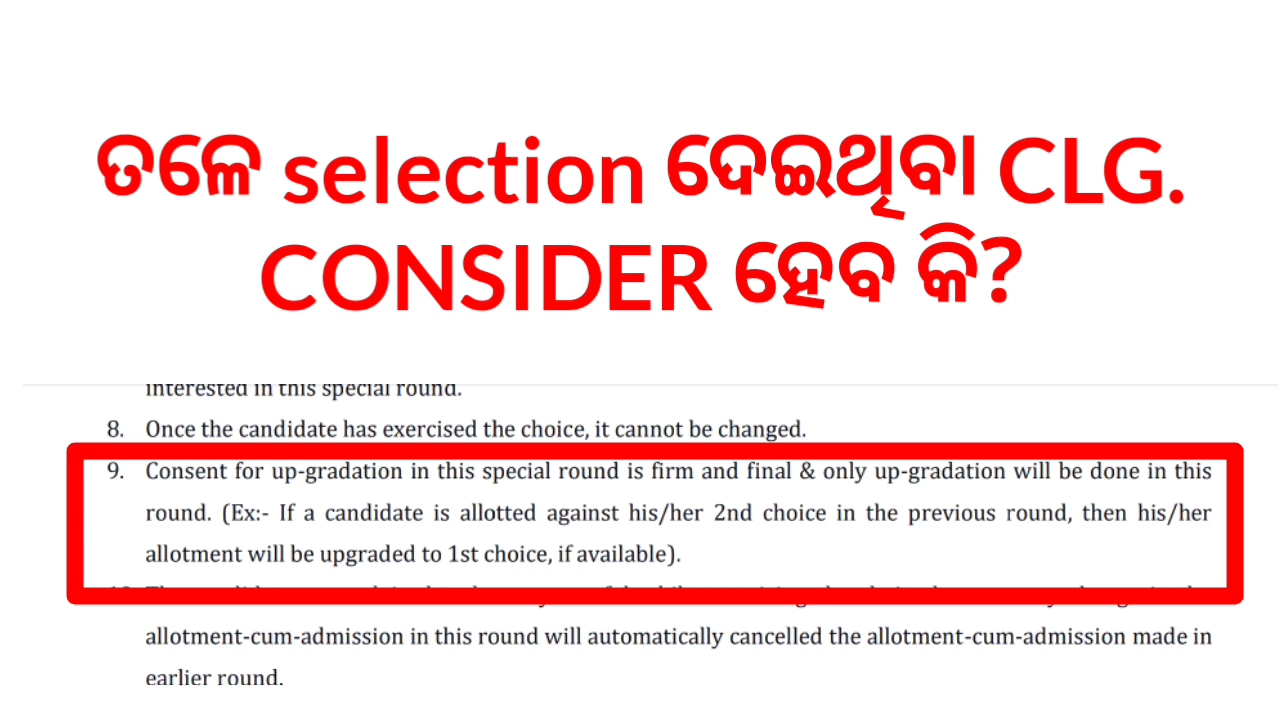 ତଳେ selection ଦେଇଥିବା CLG.
CONSIDER ହେବ କି?
interested in this special round.
8. Once the candidate has exercised the choice, it cannot be changed.
9. Consent for up-gradation in this special round is firm and final & only up-gradation will be done in this
round. (Ex:- If a candidate is allotted against his/her 2nd choice in the previous round, then his/her
allotment will be upgraded to 1st choice, if available).
allotment-cum-admission in this round will automatically cancelled the allotment-cum-admission made in
earlier round.